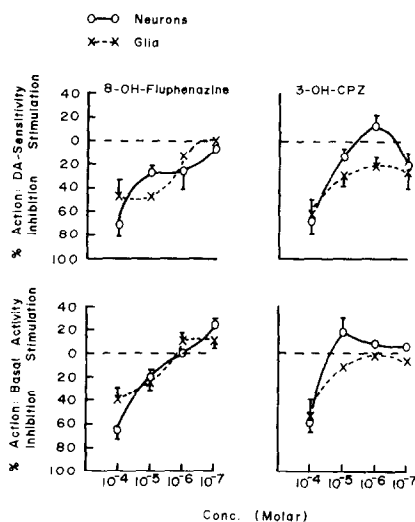 Neurons
Glia
8-OH-Fluphenazine
3-OH-CPZ
% Action: DA-Sensitivity
Inhibition Stimulation
40
20
0
20
40
60
80
100
% Action: Basal Activity
Inhibition Stimulation
40
20
0
20
40
60
80
100
10-4 10-5 10-6 10-7
10-4 10-5 10-6 10-7
Conc. (Molar)